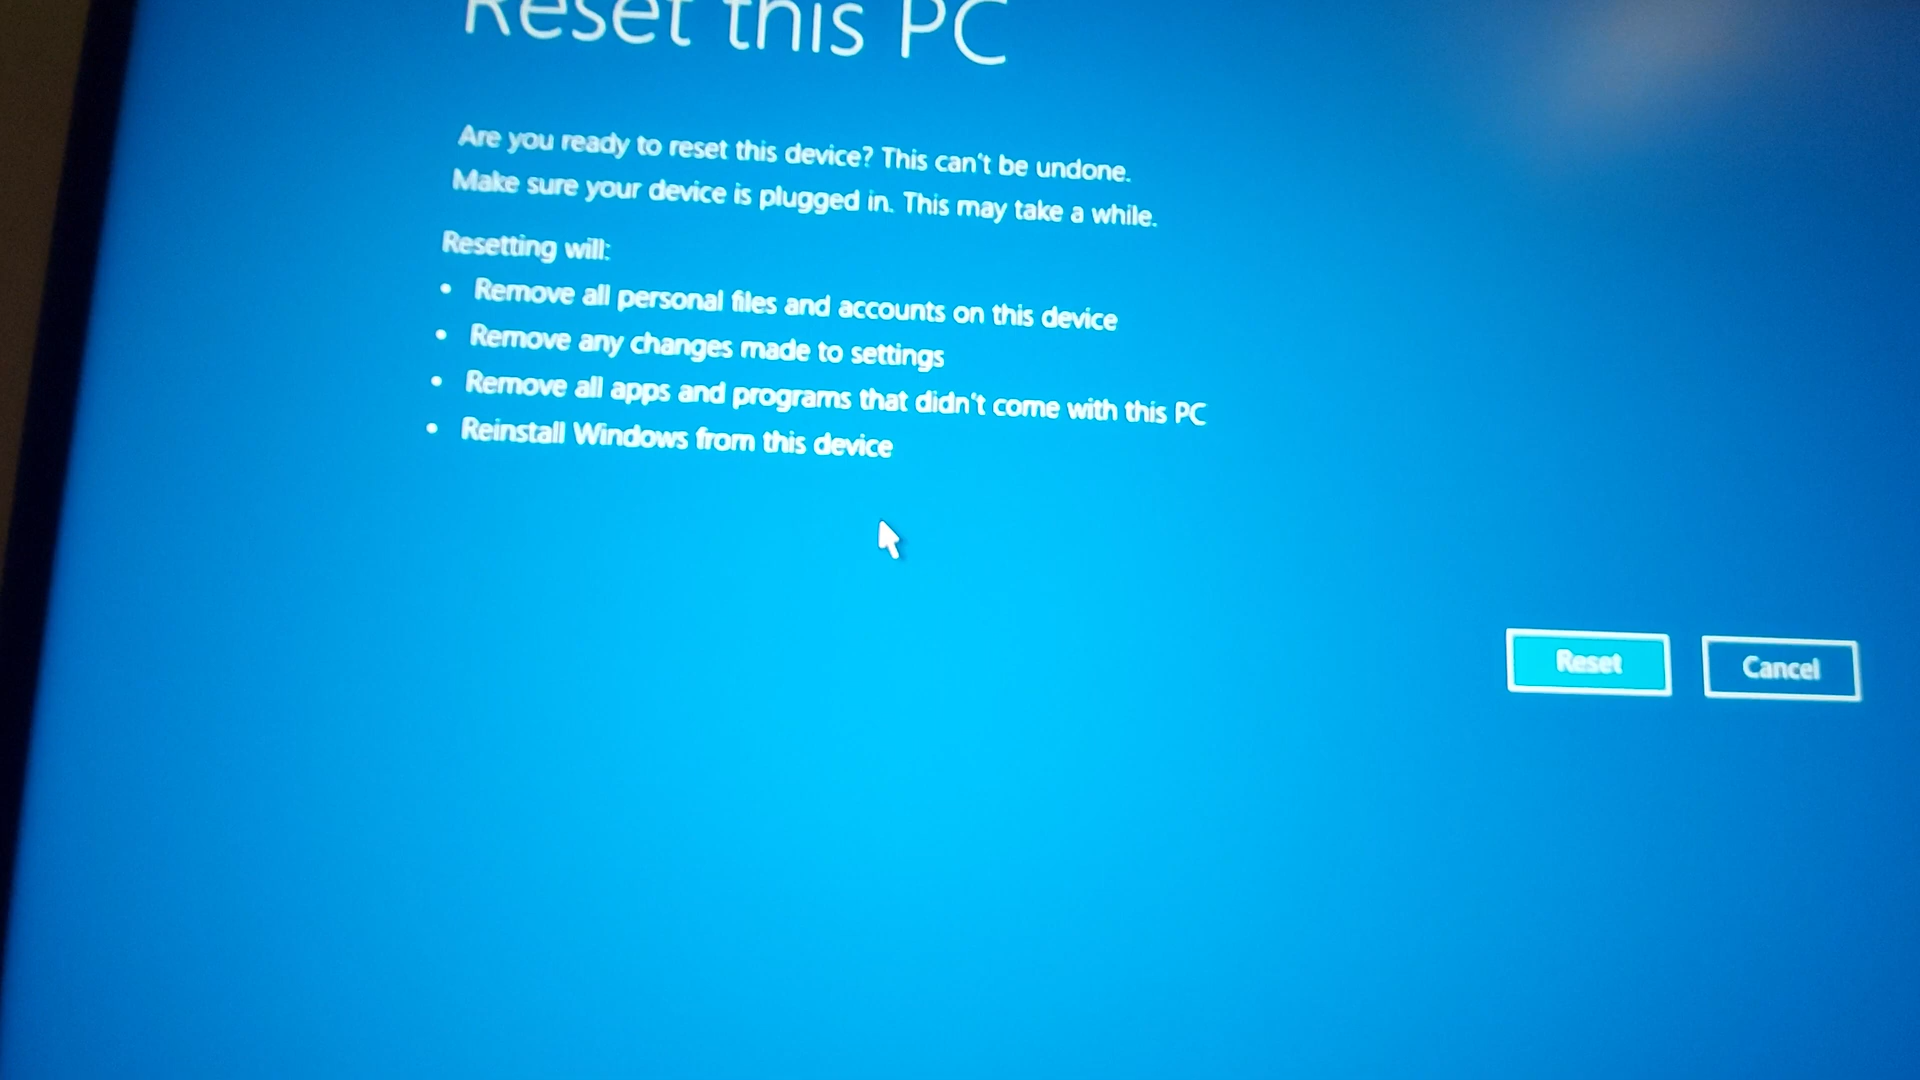 Reset this PC
Are you ready to reset this device? This can't be undone.
Make sure your device is plugged in. This may take a while.
Resetting will:
• Remove all personal files and accounts on this device
• Remove any changes made to settings
• Remove all apps and programs that didn't come with this PC
• Reinstall Windows from this device
Reset
Cancel